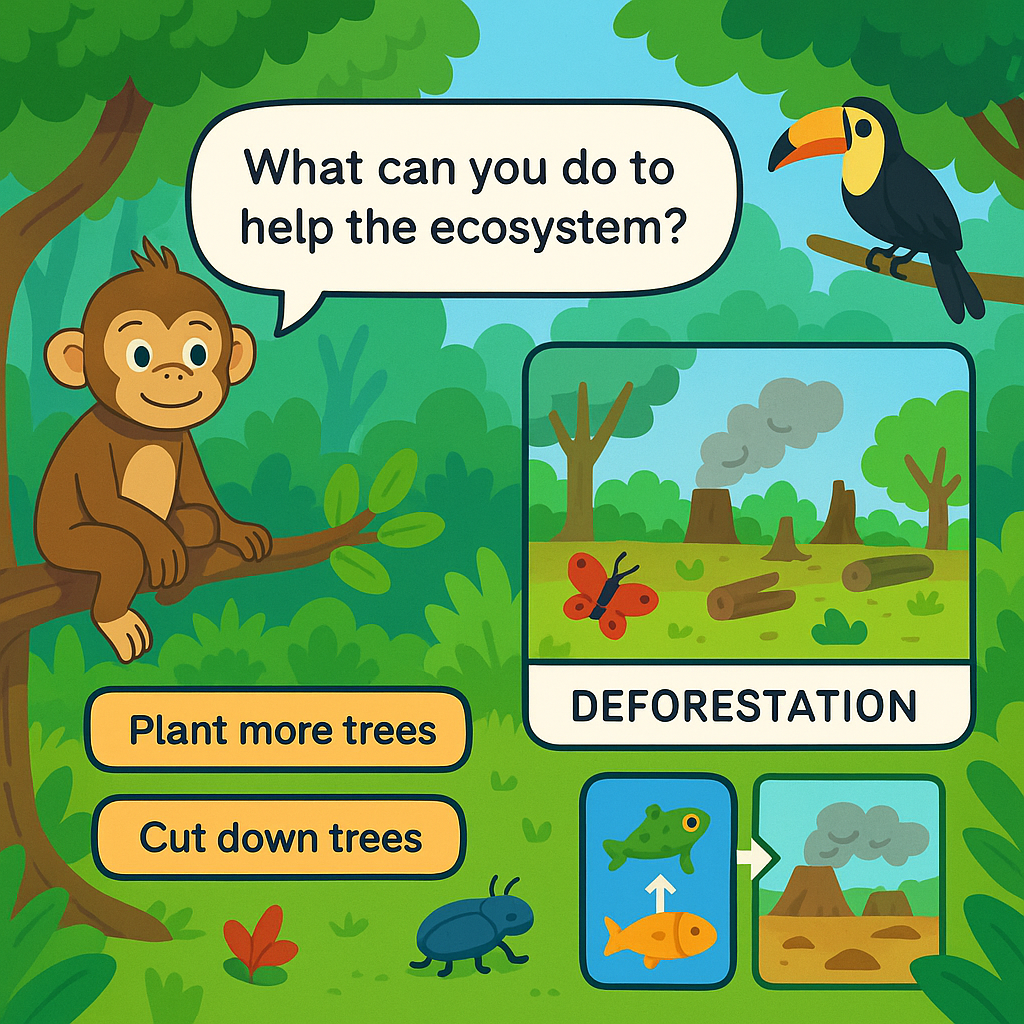 What can you do to
help the ecosystem?
DEFORESTATION
Plant more trees
Cut down trees